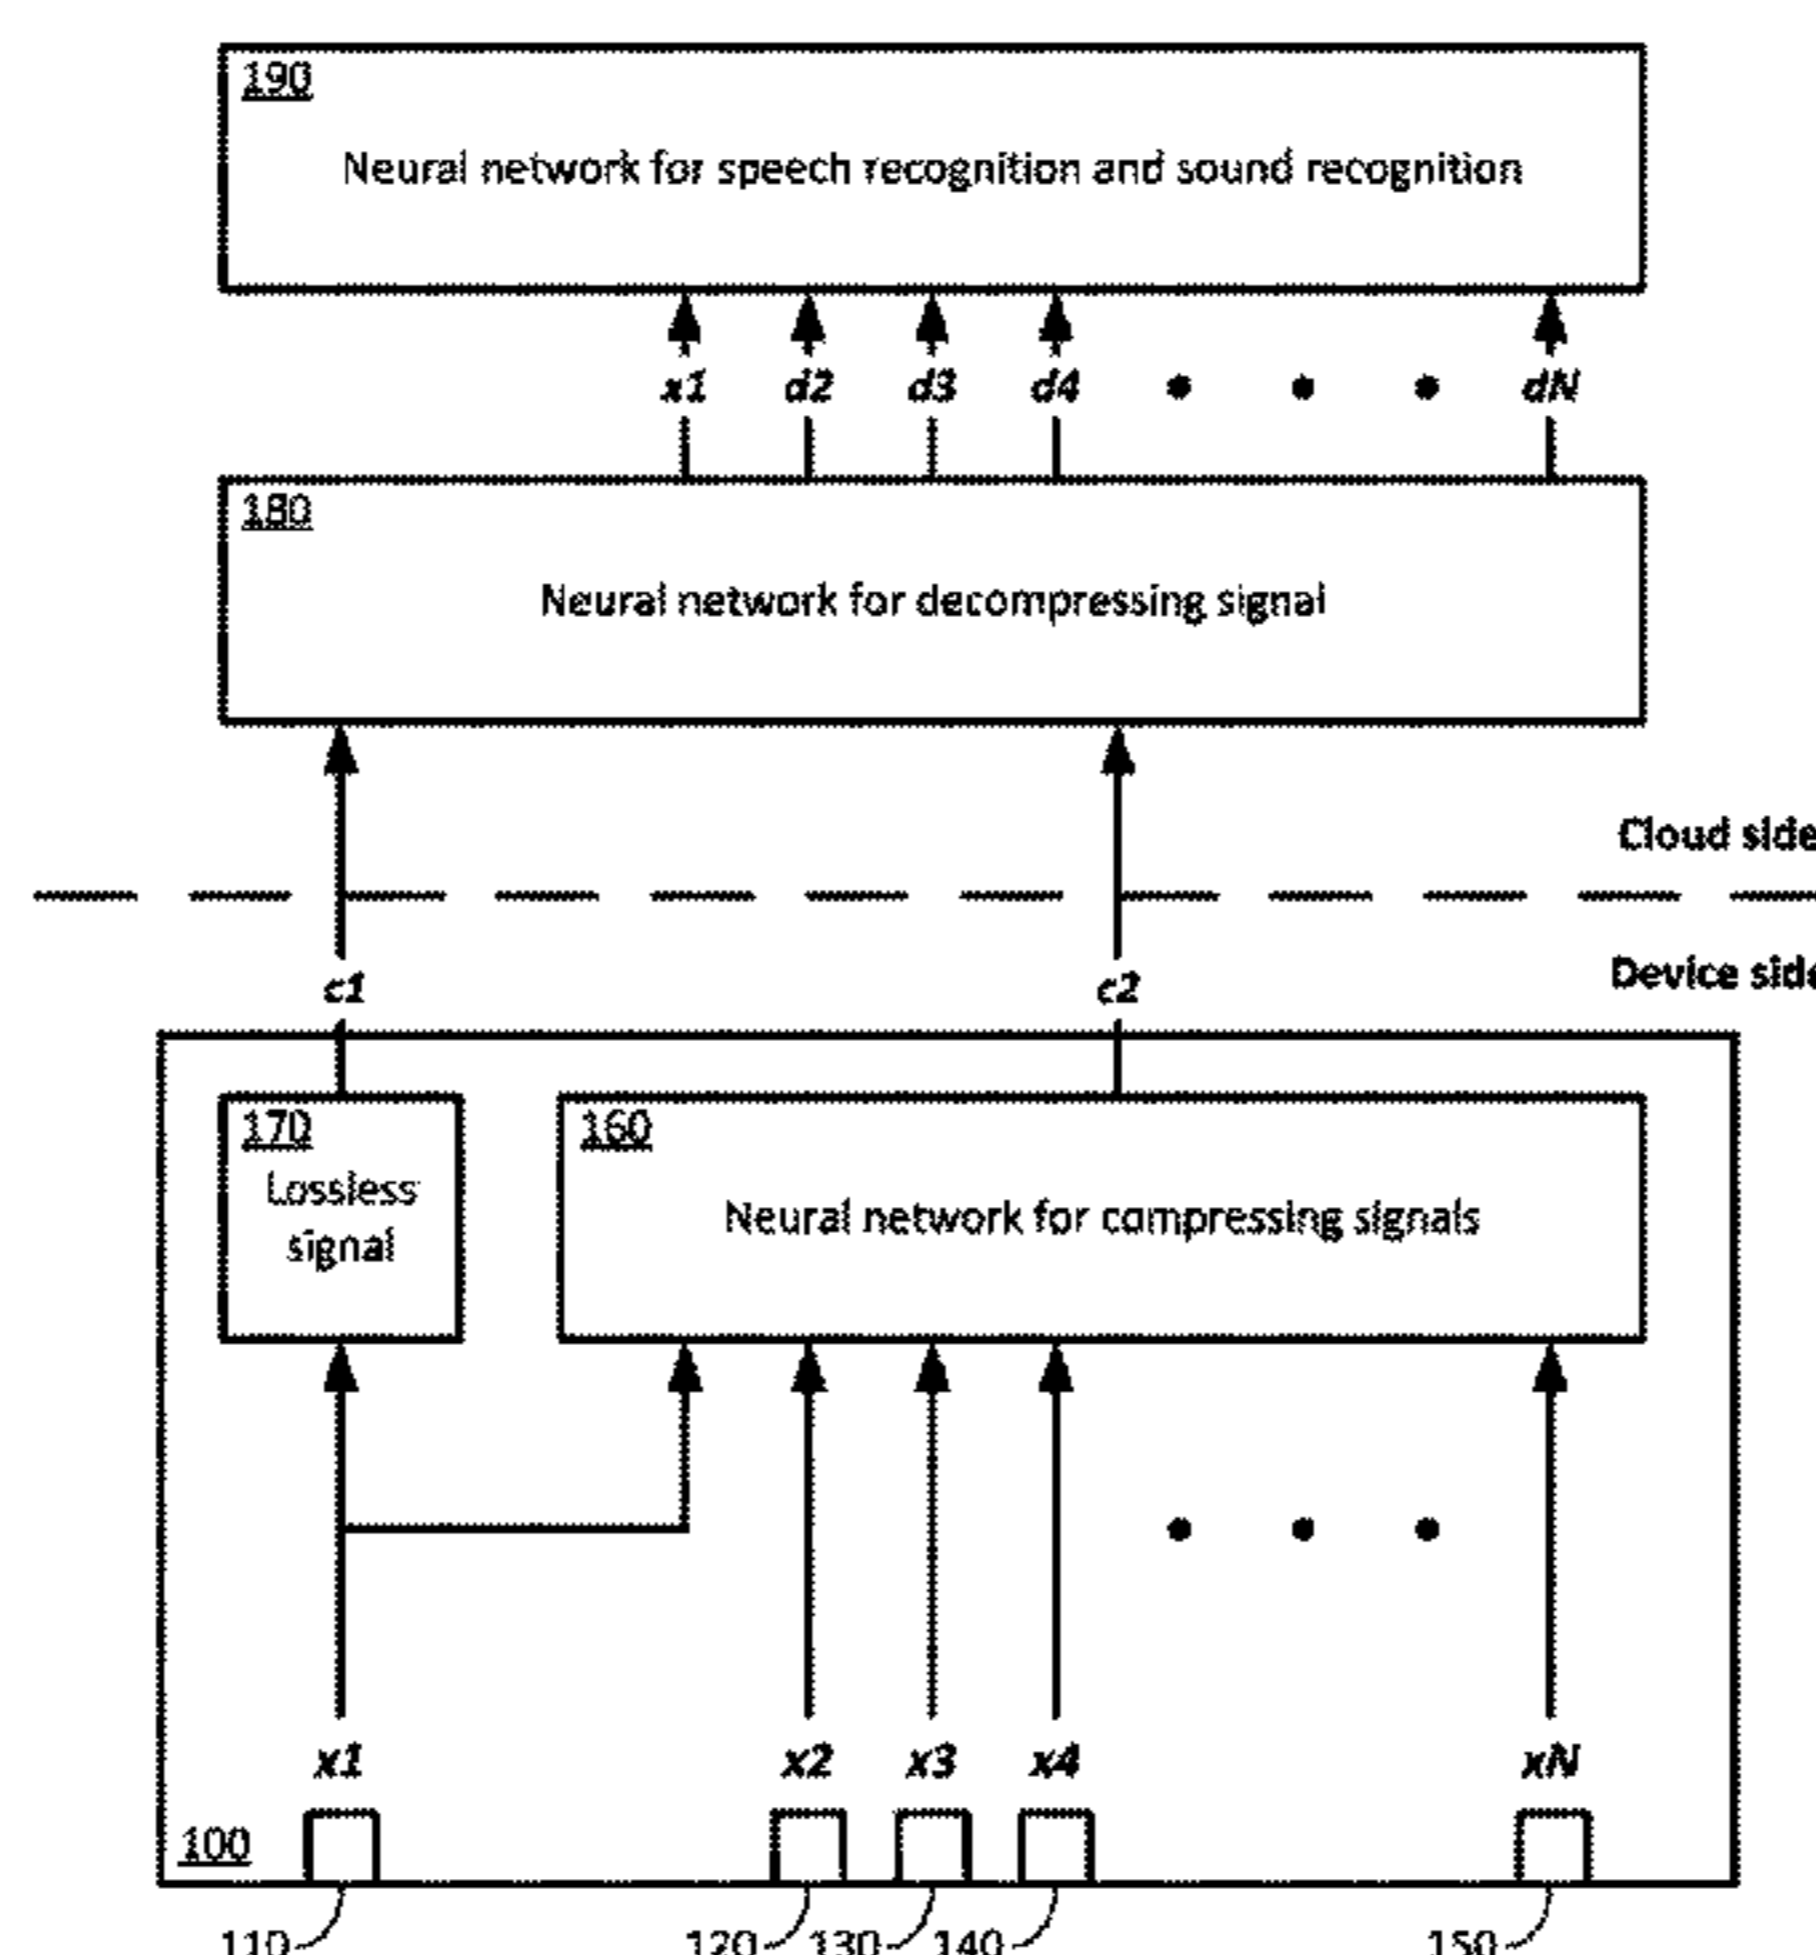 190
Neural network for speech recognition and sound recognition
x1 d2 d3 d4 dN
180
Neural network for decompressing signal
Cloud side
Device side
c1 c2
170
Lossless
signal
160
Neural network for compressing signals
x1 x2 x3 x4 xN
100
110 120 130 140 150